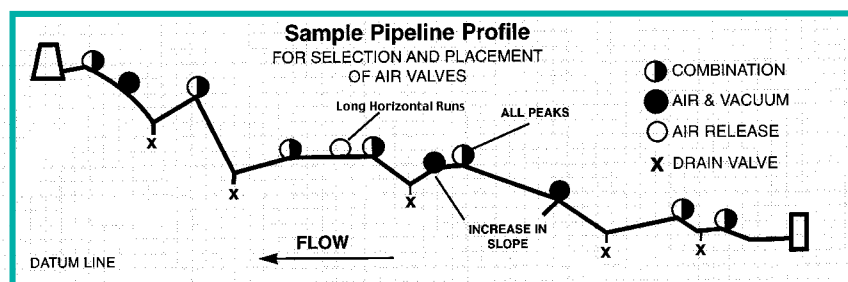 Sample Pipeline Profile
FOR SELECTION AND PLACEMENT
OF AIR VALVES
COMBINATION
AIR & VACUUM
AIR RELEASE
X DRAIN VALVE
Long Horizontal Runs
ALL PEAKS
X
X
X
INCREASE IN
SLOPE
X
X
FLOW
DATUM LINE